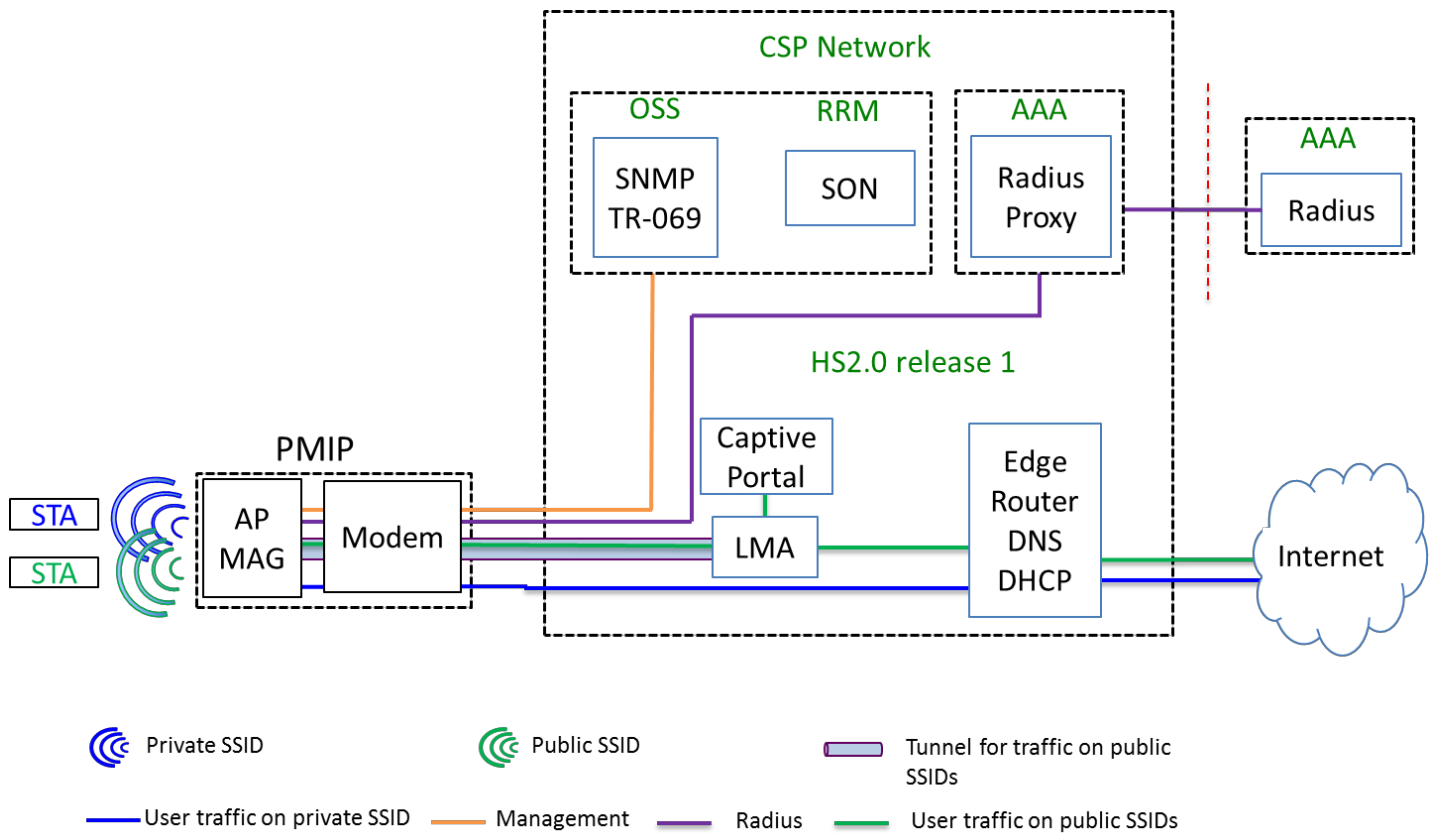 CSP Network
OSS
RRM
AAA
SNMP
TR-069
SON
Radius
Proxy
AAA
Radius
HS2.0 release 1
PMIP
STA
STA
AP
MAG
Modem
Captive
Portal
LMA
Edge
Router
DNS
DHCP
Internet
Private SSID
Public SSID
Tunnel for traffic on public
SSIDs
User traffic on private SSID
Management
Radius
User traffic on public SSIDs